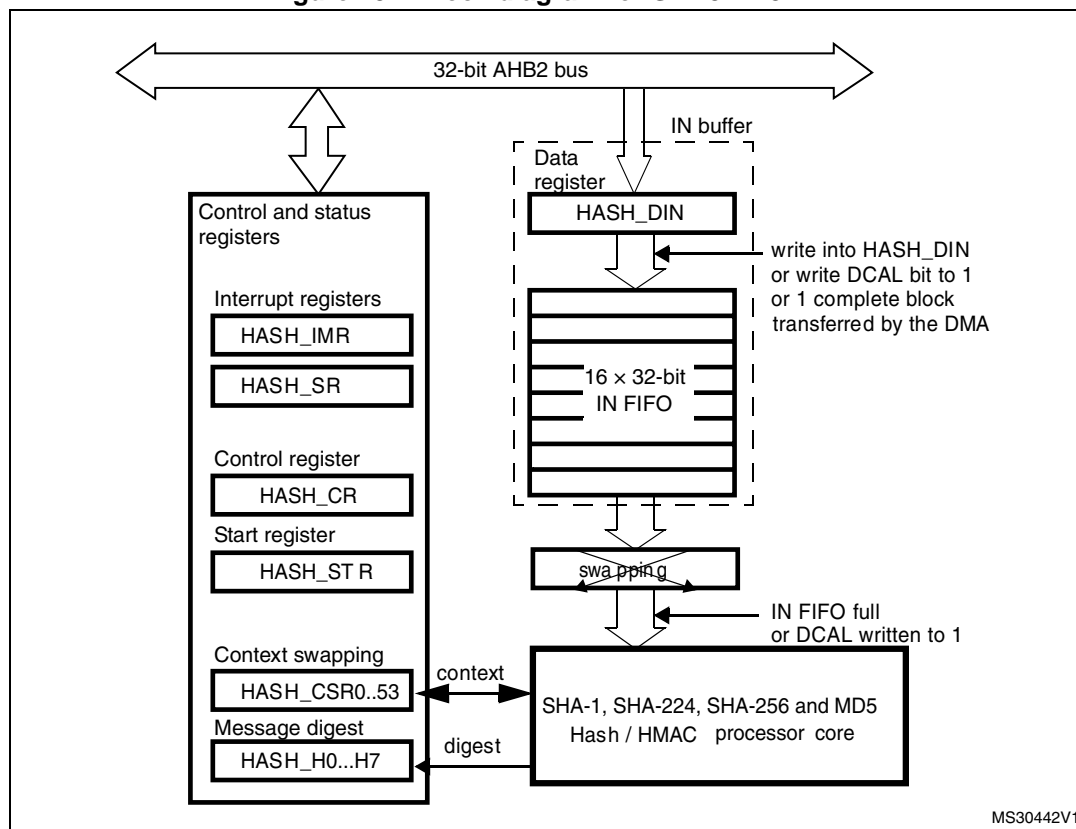 32-bit AHB2 bus
IN buffer
Data
register
HASH_DIN
write into HASH_DIN
or write DCAL bit to 1
or 1 complete block
transferred by the DMA
16 × 32-bit
IN FIFO
swapping
IN FIFO full
or DCAL written to 1
Control and status
registers
Interrupt registers
HASH_IMR
HASH_SR
Control register
HASH_CR
Start register
HASH_STR
Context swapping
HASH_CSR0..53
Message digest
HASH_H0...H7
context
digest
SHA-1, SHA-224, SHA-256 and MD5
Hash / HMAC processor core
MS30442V1